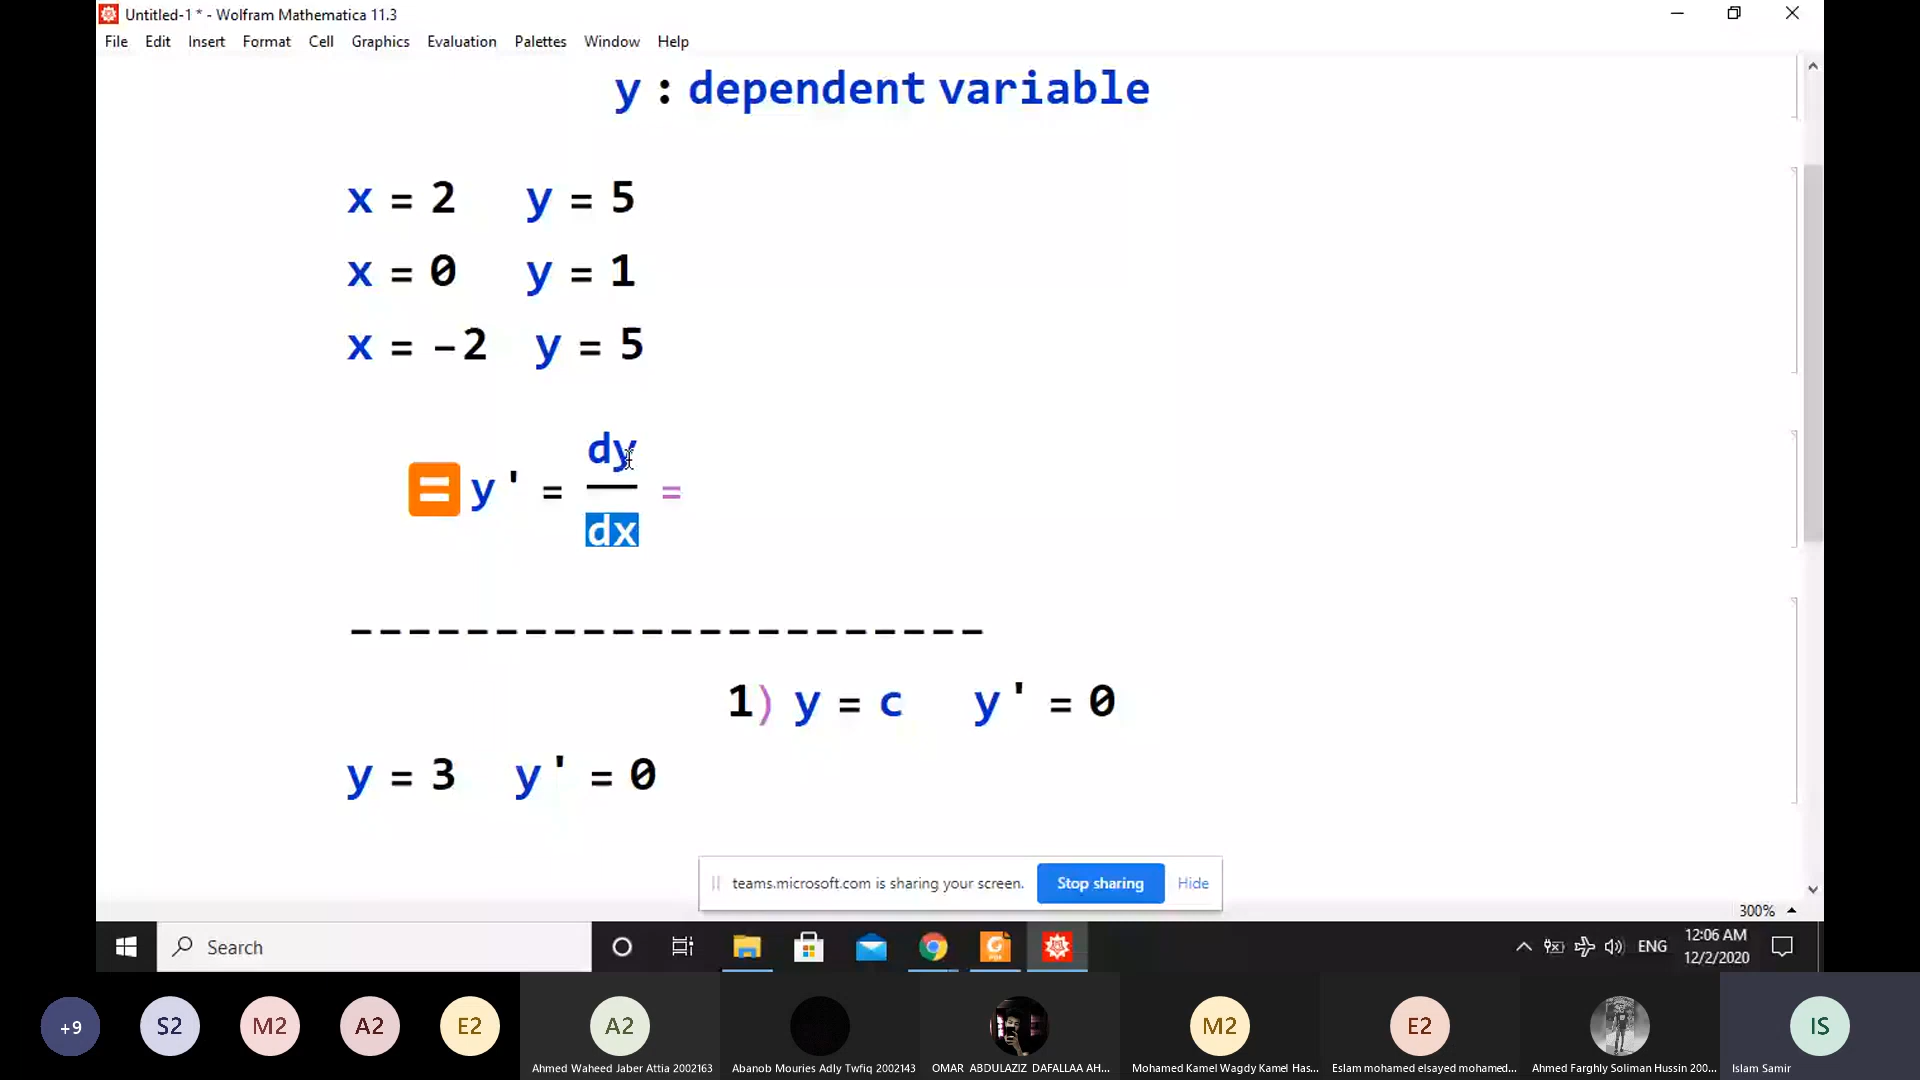 Untitled-1 * - Wolfram Mathematica 11.3
File Edit Insert Format Cell Graphics Palettes Evaluation Window Help
y : dependent variable
x = 2 y = 5
x = 0 y = 1
x = -2 y = 5
= y ' = dy/dx =
----------------------
1) y = c y ' = 0
y = 3 y ' = 0
teams.microsoft.com is sharing your screen. Stop sharing Hide
300%
Search
ENG
12:06 AM
12/2/2020
+9 S2 M2 A2 E2 A2 M2 E2 IS
Ahmed Waheed Jaber Attia 2002163
Abanob Mouries Adly Twfiq 2002143
OMAR ABDULAZIZ DAFALLAA AH...
Mohamed Kamel Wagdy Kamel Has...
Eslam mohamed elsayed mohamed...
Ahmed Farghly Soliman Hussin 200...
Islam Samir